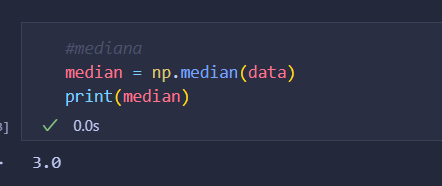 #mediana
median = np.median(data)
print(median)
0.0s
3.0